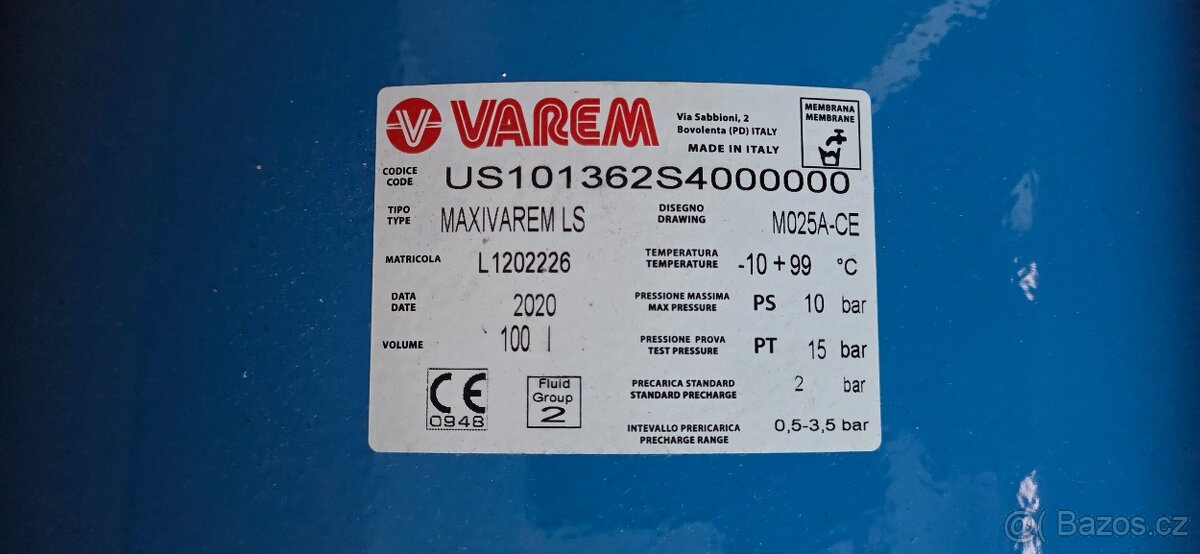 V VAREM
Via Sabbioni, 2
Bovolenta (PD) ITALY
MADE IN ITALY
MEMBRANA
MEMBRANE
CODICE
CODE
US101362S4000000
TIPO
TYPE
MAXIVAREM LS
DISEGNO
DRAWING
M025A-CE
MATRICOLA
L1202226
TEMPERATURA
TEMPERATURE
-10 +99 °C
DATA
DATE
2020
PRESSIONE MASSIMA
MAX PRESSURE
PS 10 bar
VOLUME
100 l
PRESSIONE PROVA
TEST PRESSURE
PT 15 bar
CE
0948
Fluid
Group
2
PRECARICA STANDARD
STANDARD PRECHARGE
2 bar
INTEVALLO PRERICARICA
PRECHARGE RANGE
0,5-3,5 bar
Bazos.cz